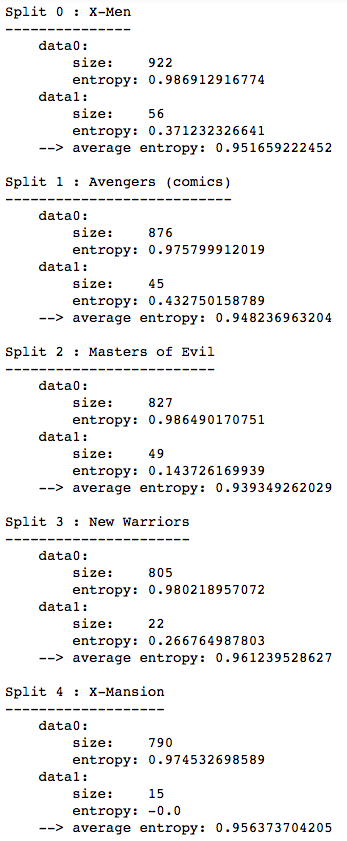 Split 0 : X-Men
---------------
    data0:
        size:    922
        entropy: 0.986912916774
    data1:
        size:    56
        entropy: 0.371232326641
    --> average entropy: 0.951659222452

Split 1 : Avengers (comics)
---------------------------
    data0:
        size:    876
        entropy: 0.975799912019
    data1:
        size:    45
        entropy: 0.432750158789
    --> average entropy: 0.948236963204

Split 2 : Masters of Evil
-------------------------
    data0:
        size:    827
        entropy: 0.986490170751
    data1:
        size:    49
        entropy: 0.143726169939
    --> average entropy: 0.939349262029

Split 3 : New Warriors
----------------------
    data0:
        size:    805
        entropy: 0.980218957072
    data1:
        size:    22
        entropy: 0.266764987803
    --> average entropy: 0.961239528627

Split 4 : X-Mansion
-------------------
    data0:
        size:    790
        entropy: 0.974532698589
    data1:
        size:    15
        entropy: -0.0
    --> average entropy: 0.956373704205